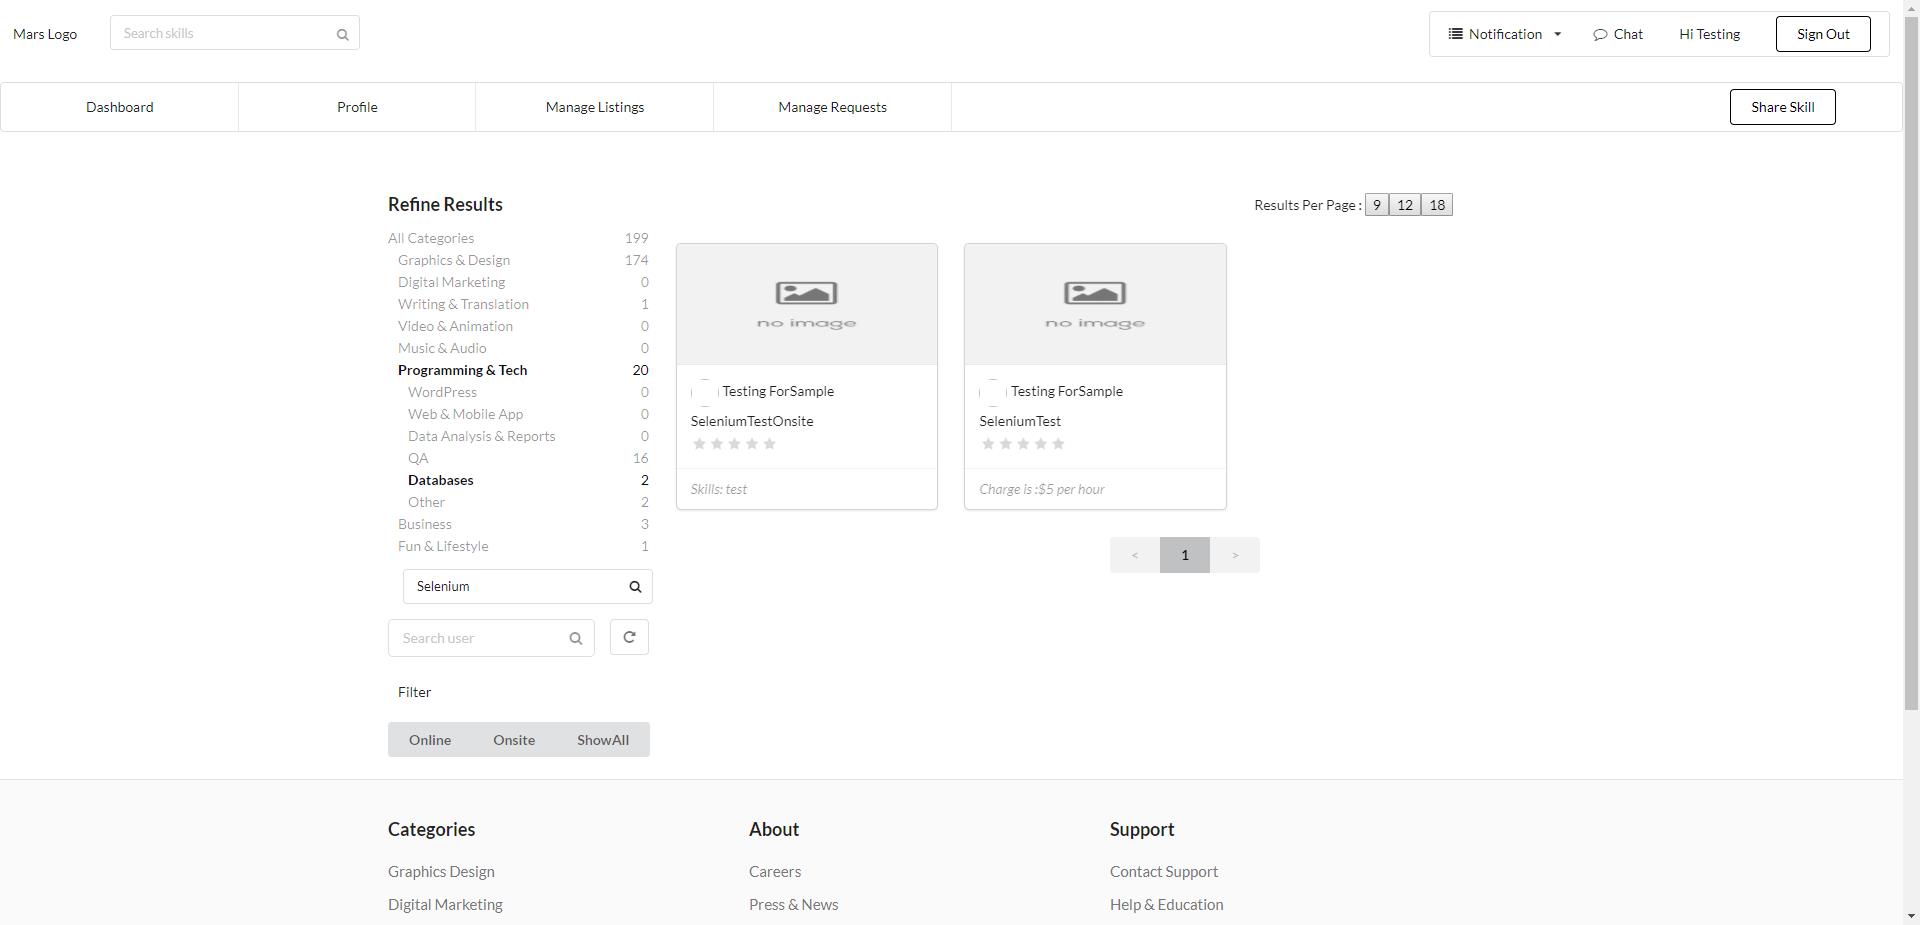 Mars Logo
Search skills
Notification
Chat
Hi Testing
Sign Out
Dashboard
Profile
Manage Listings
Manage Requests
Share Skill
Refine Results
Results Per Page : 9 12 18
All Categories 199
Graphics & Design 174
Digital Marketing 0
Writing & Translation 1
Video & Animation 0
Music & Audio 0
Programming & Tech 20
WordPress 0
Web & Mobile App 0
Data Analysis & Reports 0
QA 16
Databases 2
Other 2
Business 3
Fun & Lifestyle 1
Selenium
Search user
Filter
Online Onsite ShowAll
no image
Testing ForSample
SeleniumTestOnsite
Skills: test
no image
Testing ForSample
SeleniumTest
Charge is :$5 per hour
< 1 >
Categories
Graphics Design
Digital Marketing
About
Careers
Press & News
Support
Contact Support
Help & Education